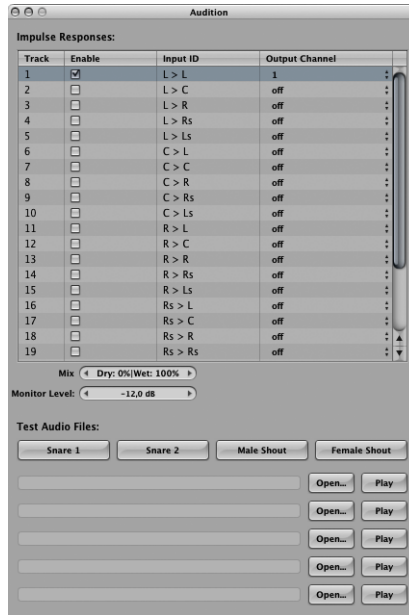 Audition
Impulse Responses:
Track Enable Input ID Output Channel
1 L > L 1
2 L > C off
3 L > R off
4 L > Rs off
5 L > Ls off
6 C > L off
7 C > C off
8 C > R off
9 C > Rs off
10 C > Ls off
11 R > L off
12 R > C off
13 R > R off
14 R > Rs off
15 R > Ls off
16 Rs > L off
17 Rs > C off
18 Rs > R off
19 Rs > Rs off
Mix Dry: 0%|Wet: 100%
Monitor Level: -12,0 dB
Test Audio Files:
Snare 1 Snare 2 Male Shout Female Shout
Open... Play
Open... Play
Open... Play
Open... Play
Open... Play